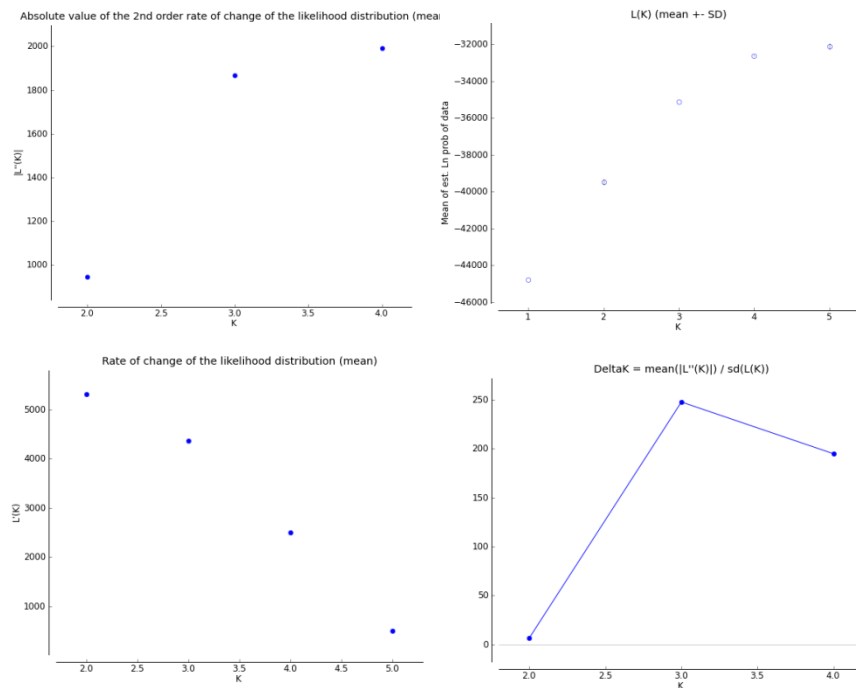 Absolute value of the 2nd order rate of change of the likelihood distribution (mean
2000
1800
1600
1400
1200
1000
|L''(K)|
2.0 2.5 3.0 3.5 4.0
K
L(K) (mean +- SD)
−32000
−34000
−36000
−38000
−40000
−42000
−44000
−46000
Mean of est. Ln prob of data
1 2 3 4 5
K
Rate of change of the likelihood distribution (mean)
5000
4000
3000
2000
1000
L'(K)
2.0 2.5 3.0 3.5 4.0 4.5 5.0
K
DeltaK = mean(|L''(K)|) / sd(L(K))
250
200
150
100
50
0
2.0 2.5 3.0 3.5 4.0
K